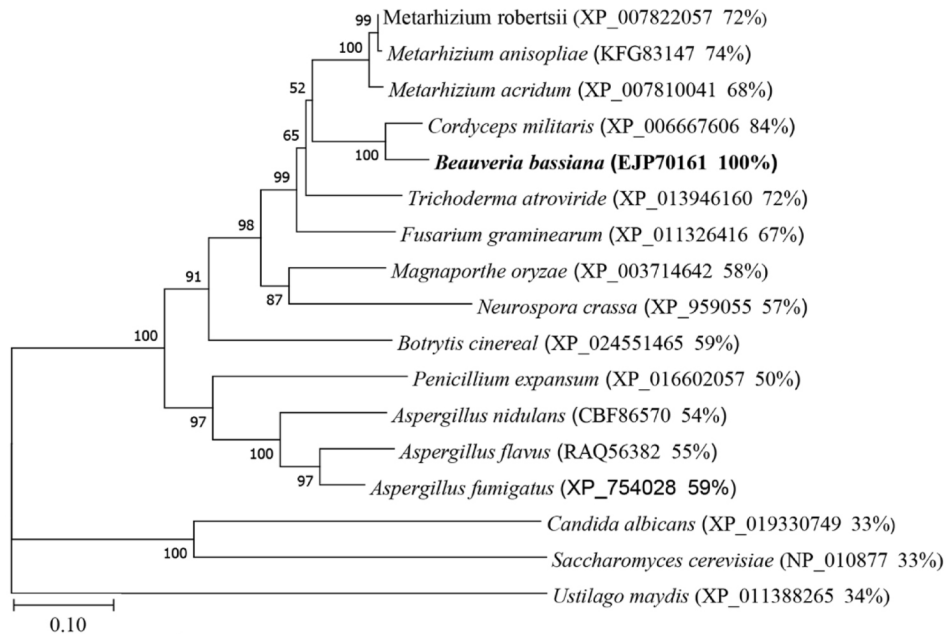 99
Metarhizium robertsii (XP_007822057 72%)
100
Metarhizium anisopliae (KFG83147 74%)
52
Metarhizium acridum (XP_007810041 68%)
Cordyceps militaris (XP_006667606 84%)
65
100
Beauveria bassiana (EJP70161 100%)
99
Trichoderma atroviride (XP_013946160 72%)
98
Fusarium graminearum (XP_011326416 67%)
91
Magnaporthe oryzae (XP_003714642 58%)
87
Neurospora crassa (XP_959055 57%)
100
Botrytis cinereal (XP_024551465 59%)
Penicillium expansum (XP_016602057 50%)
97
Aspergillus nidulans (CBF86570 54%)
100
Aspergillus flavus (RAQ56382 55%)
97
Aspergillus fumigatus (XP_754028 59%)
Candida albicans (XP_019330749 33%)
100
Saccharomyces cerevisiae (NP_010877 33%)
Ustilago maydis (XP_011388265 34%)
0.10